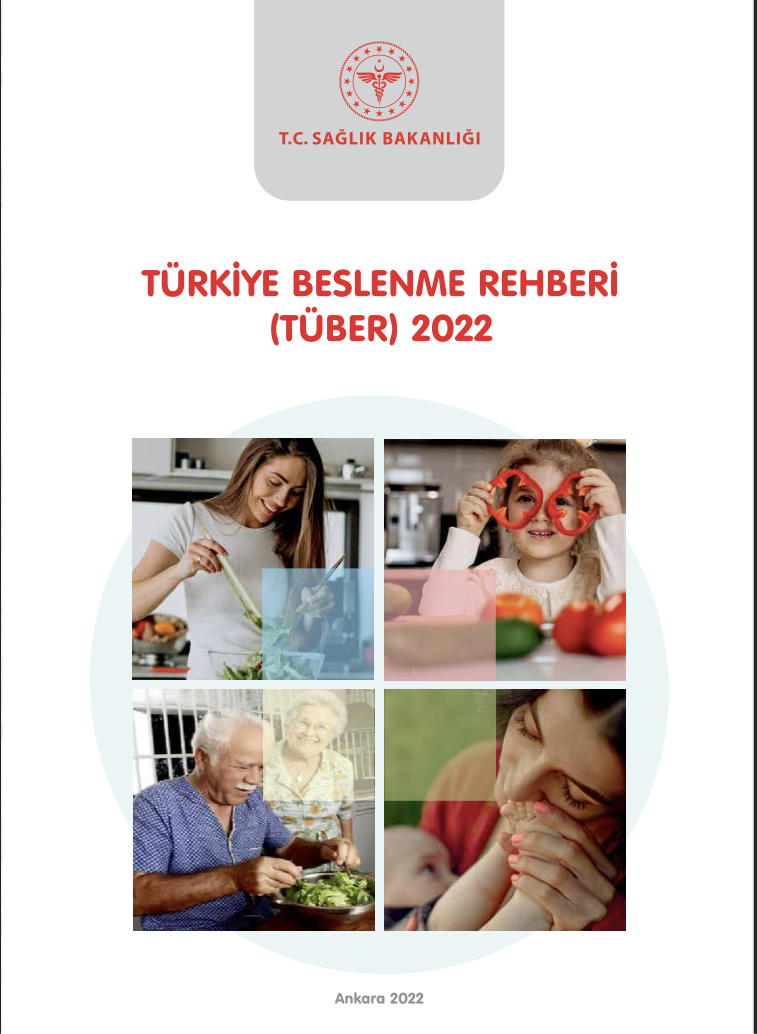 T.C. SAĞLIK BAKANLIĞI
TÜRKİYE BESLENME REHBERİ
(TÜBER) 2022
Ankara 2022